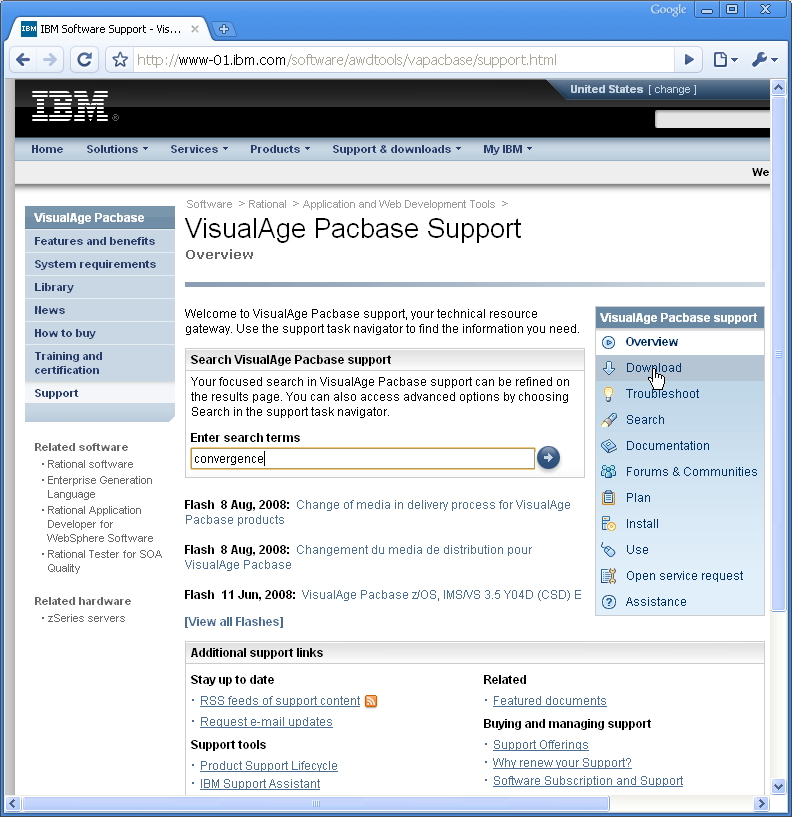 Google
IBM IBM Software Support - Vis...
http://www-01.ibm.com/software/awdtools/vapacbase/support.html
United States [ change ]
IBM ®
Home Solutions Services Products Support & downloads My IBM
We
Software > Rational > Application and Web Development Tools >
VisualAge Pacbase Support
Overview
VisualAge Pacbase
Features and benefits
System requirements
Library
News
How to buy
Training and
certification
Support
Related software
· Rational software
· Enterprise Generation
Language
· Rational Application
Developer for
WebSphere Software
· Rational Tester for SOA
Quality
Related hardware
· zSeries servers
Welcome to VisualAge Pacbase support, your technical resource
gateway. Use the support task navigator to find the information you need.
Search VisualAge Pacbase support
Your focused search in VisualAge Pacbase support can be refined on
the results page. You can also access advanced options by choosing
Search in the support task navigator.
Enter search terms
convergence
Flash 8 Aug, 2008: Change of media in delivery process for VisualAge
Pacbase products
Flash 8 Aug, 2008: Changement du media de distribution pour
VisualAge Pacbase
Flash 11 Jun, 2008: VisualAge Pacbase z/OS, IMS/VS 3.5 Y04D (CSD) E
[View all Flashes]
VisualAge Pacbase support
Overview
Download
Troubleshoot
Search
Documentation
Forums & Communities
Plan
Install
Use
Open service request
Assistance
Additional support links
Stay up to date
· RSS feeds of support content
· Request e-mail updates
Support tools
· Product Support Lifecycle
· IBM Support Assistant
Related
· Featured documents
Buying and managing support
· Support Offerings
· Why renew your Support?
· Software Subscription and Support